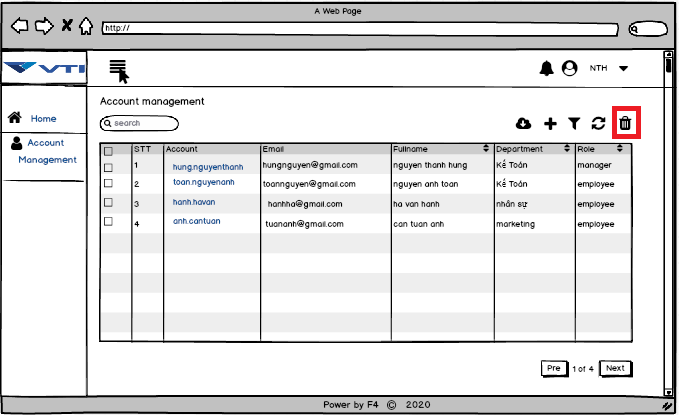 A Web Page
http://
VTI
NTH
Home
Account
Management
Account management
search
STT Account Email Fullname Department Role
1 hung.nguyenthanh hungnguyen@gmail.com nguyen thanh hung Kế Toán manager
2 toan.nguyenanh toannguyen@gmail.com nguyen anh toan Kế Toán employee
3 hanh.havan hanhha@gmail.com ha van hanh nhân sự employee
4 anh.cantuan tuananh@gmail.com can tuan anh marketing employee
Pre 1 of 4 Next
Power by F4 © 2020